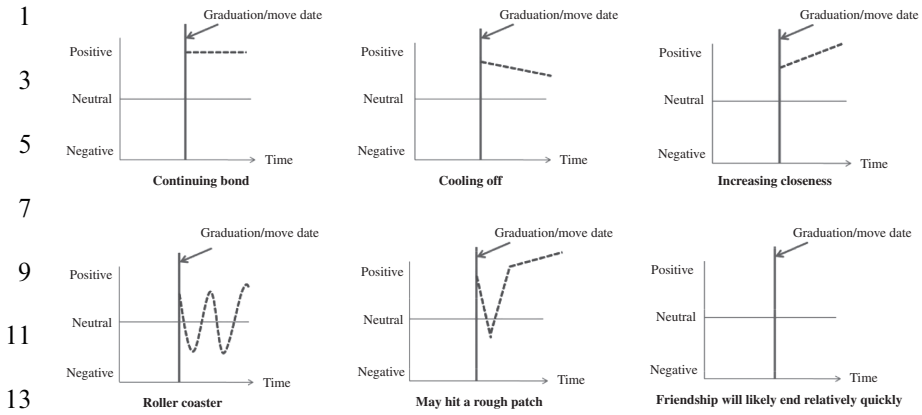 1
Graduation/move date
Graduation/move date
Graduation/move date
Positive
Positive
Positive
3
Neutral
Neutral
Neutral
5
Negative
Time
Negative
Time
Negative
Time
Continuing bond
Cooling off
Increasing closeness
7
Graduation/move date
Graduation/move date
Graduation/move date
9
Positive
Positive
Positive
Neutral
Neutral
Neutral
11
Negative
Time
Negative
Time
Negative
Time
13
Roller coaster
May hit a rough patch
Friendship will likely end relatively quickly